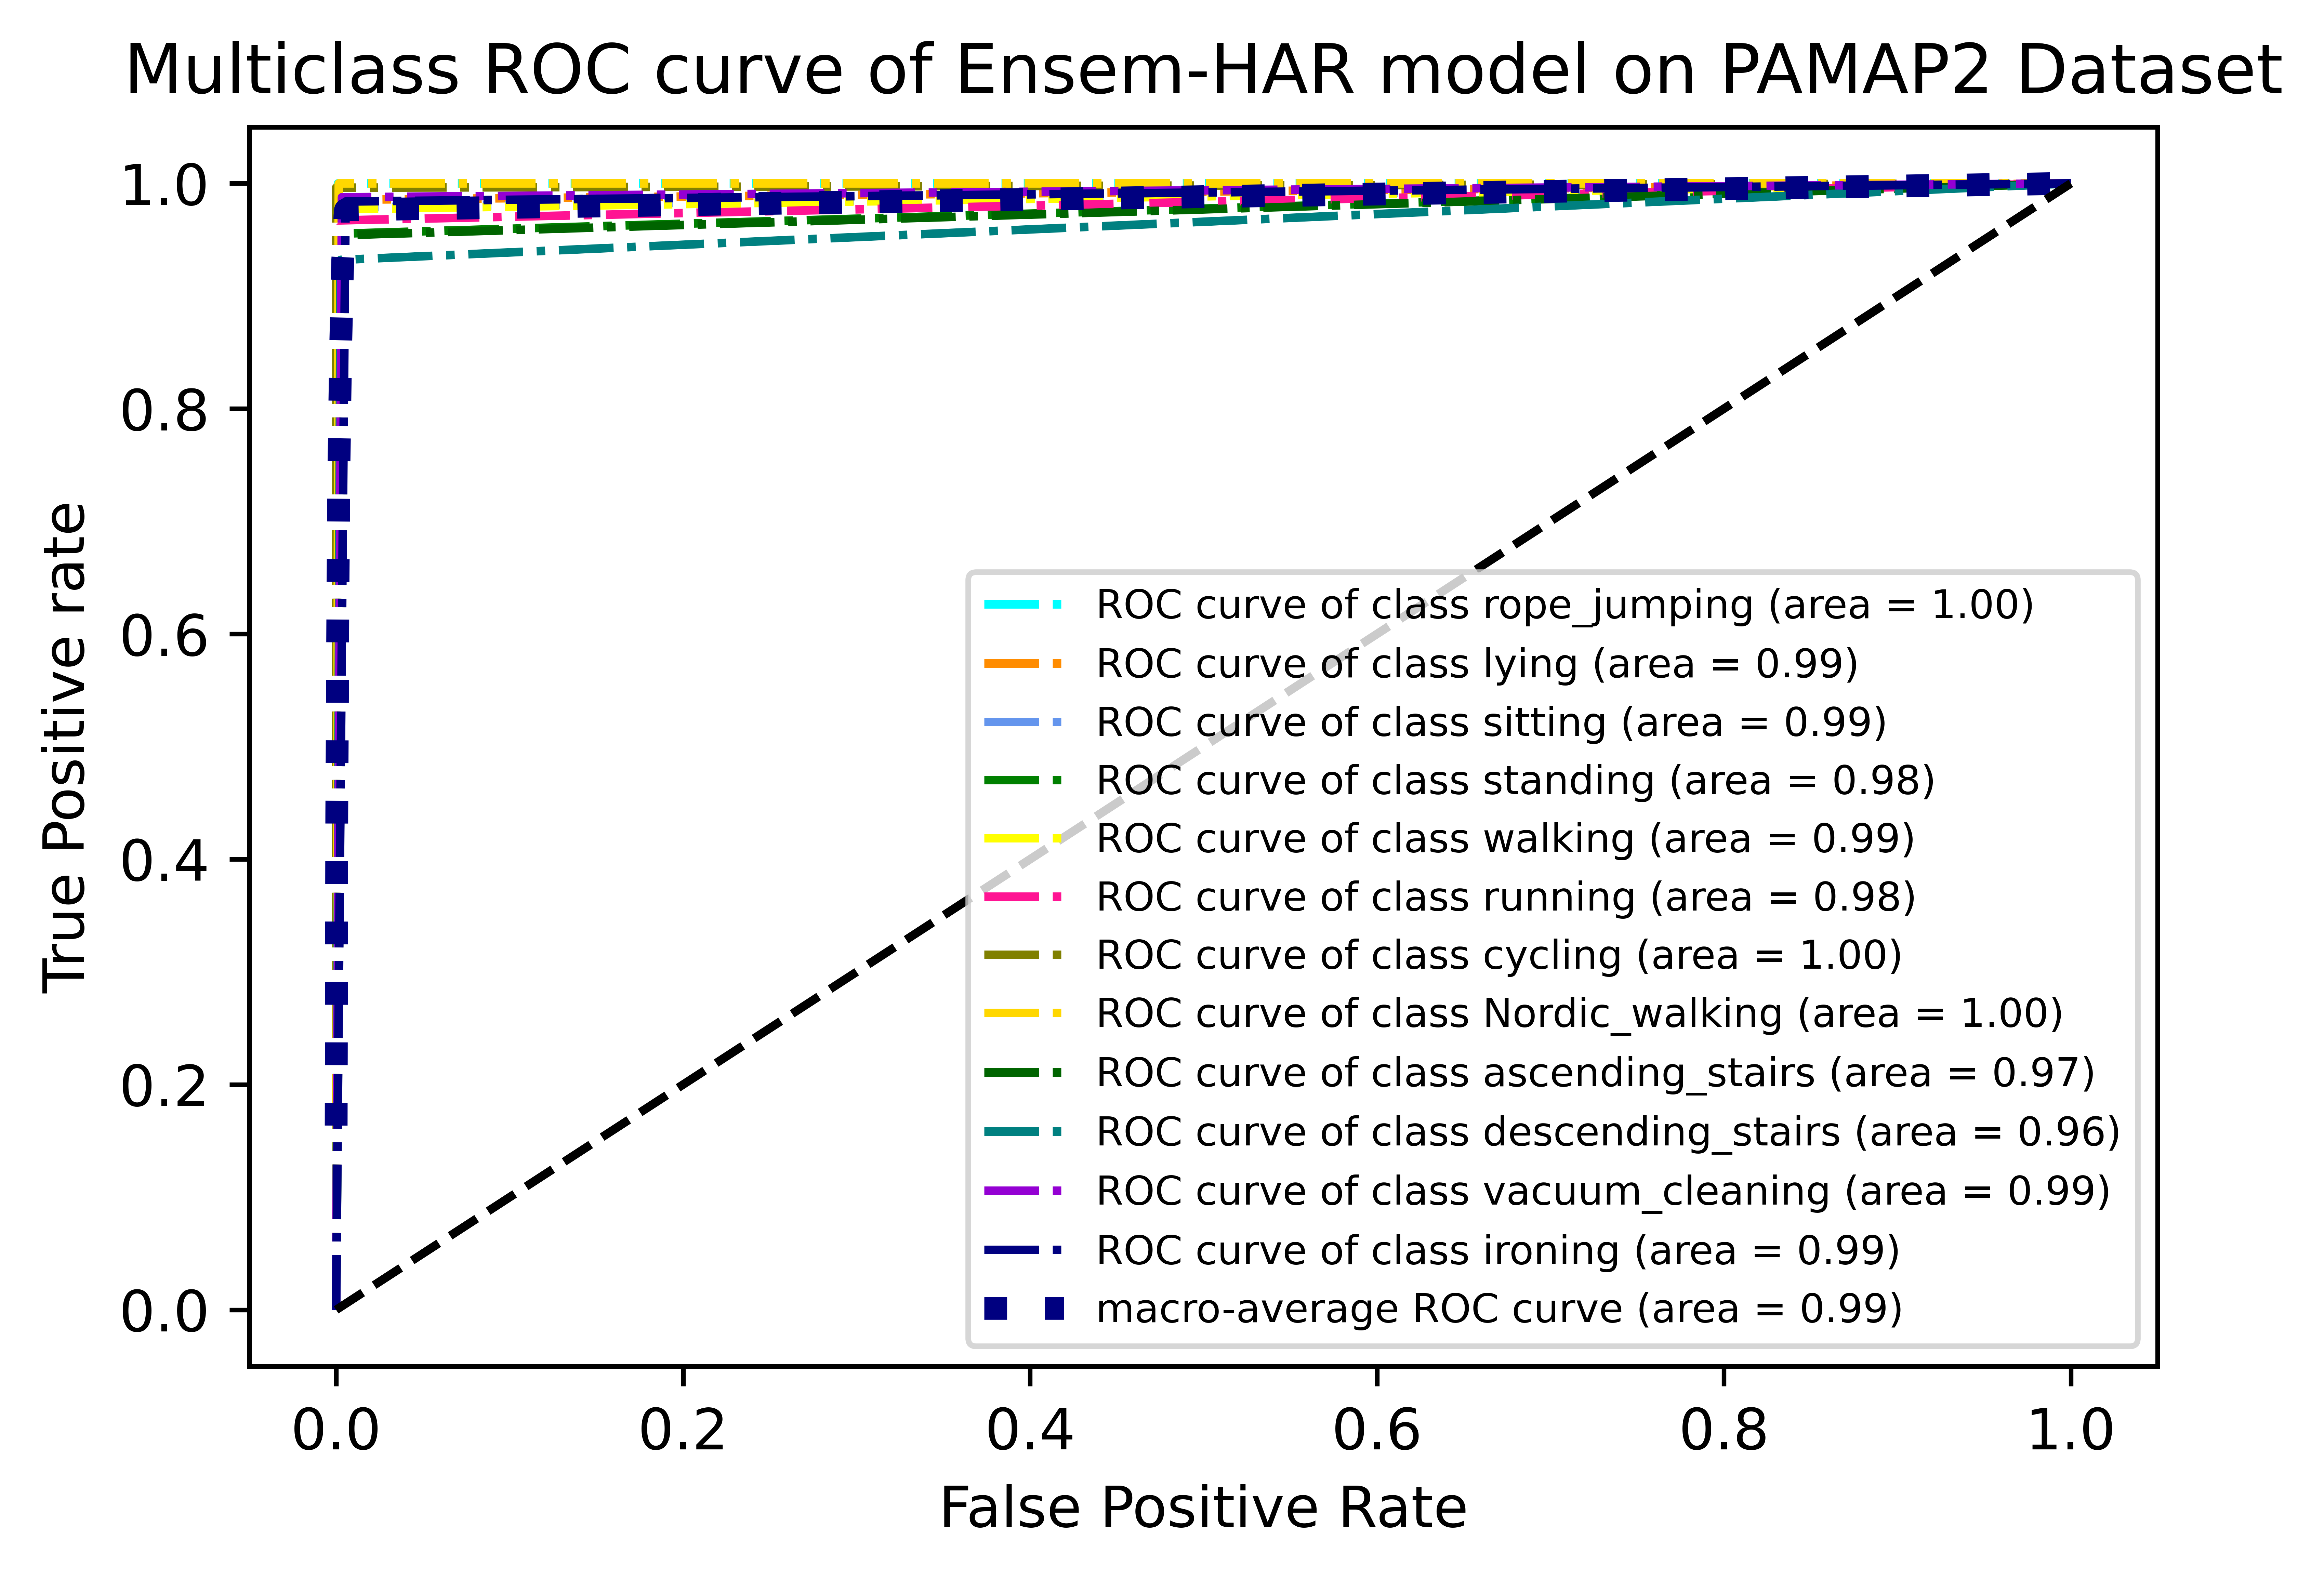 Multiclass ROC curve of Ensem-HAR model on PAMAP2 Dataset
1.0
0.8
0.6
0.4
0.2
0.0
True Positive rate
ROC curve of class rope_jumping (area = 1.00)
ROC curve of class lying (area = 0.99)
ROC curve of class sitting (area = 0.99)
ROC curve of class standing (area = 0.98)
ROC curve of class walking (area = 0.99)
ROC curve of class running (area = 0.98)
ROC curve of class cycling (area = 1.00)
ROC curve of class Nordic_walking (area = 1.00)
ROC curve of class ascending_stairs (area = 0.97)
ROC curve of class descending_stairs (area = 0.96)
ROC curve of class vacuum_cleaning (area = 0.99)
ROC curve of class ironing (area = 0.99)
macro-average ROC curve (area = 0.99)
0.0 0.2 0.4 0.6 0.8 1.0
False Positive Rate